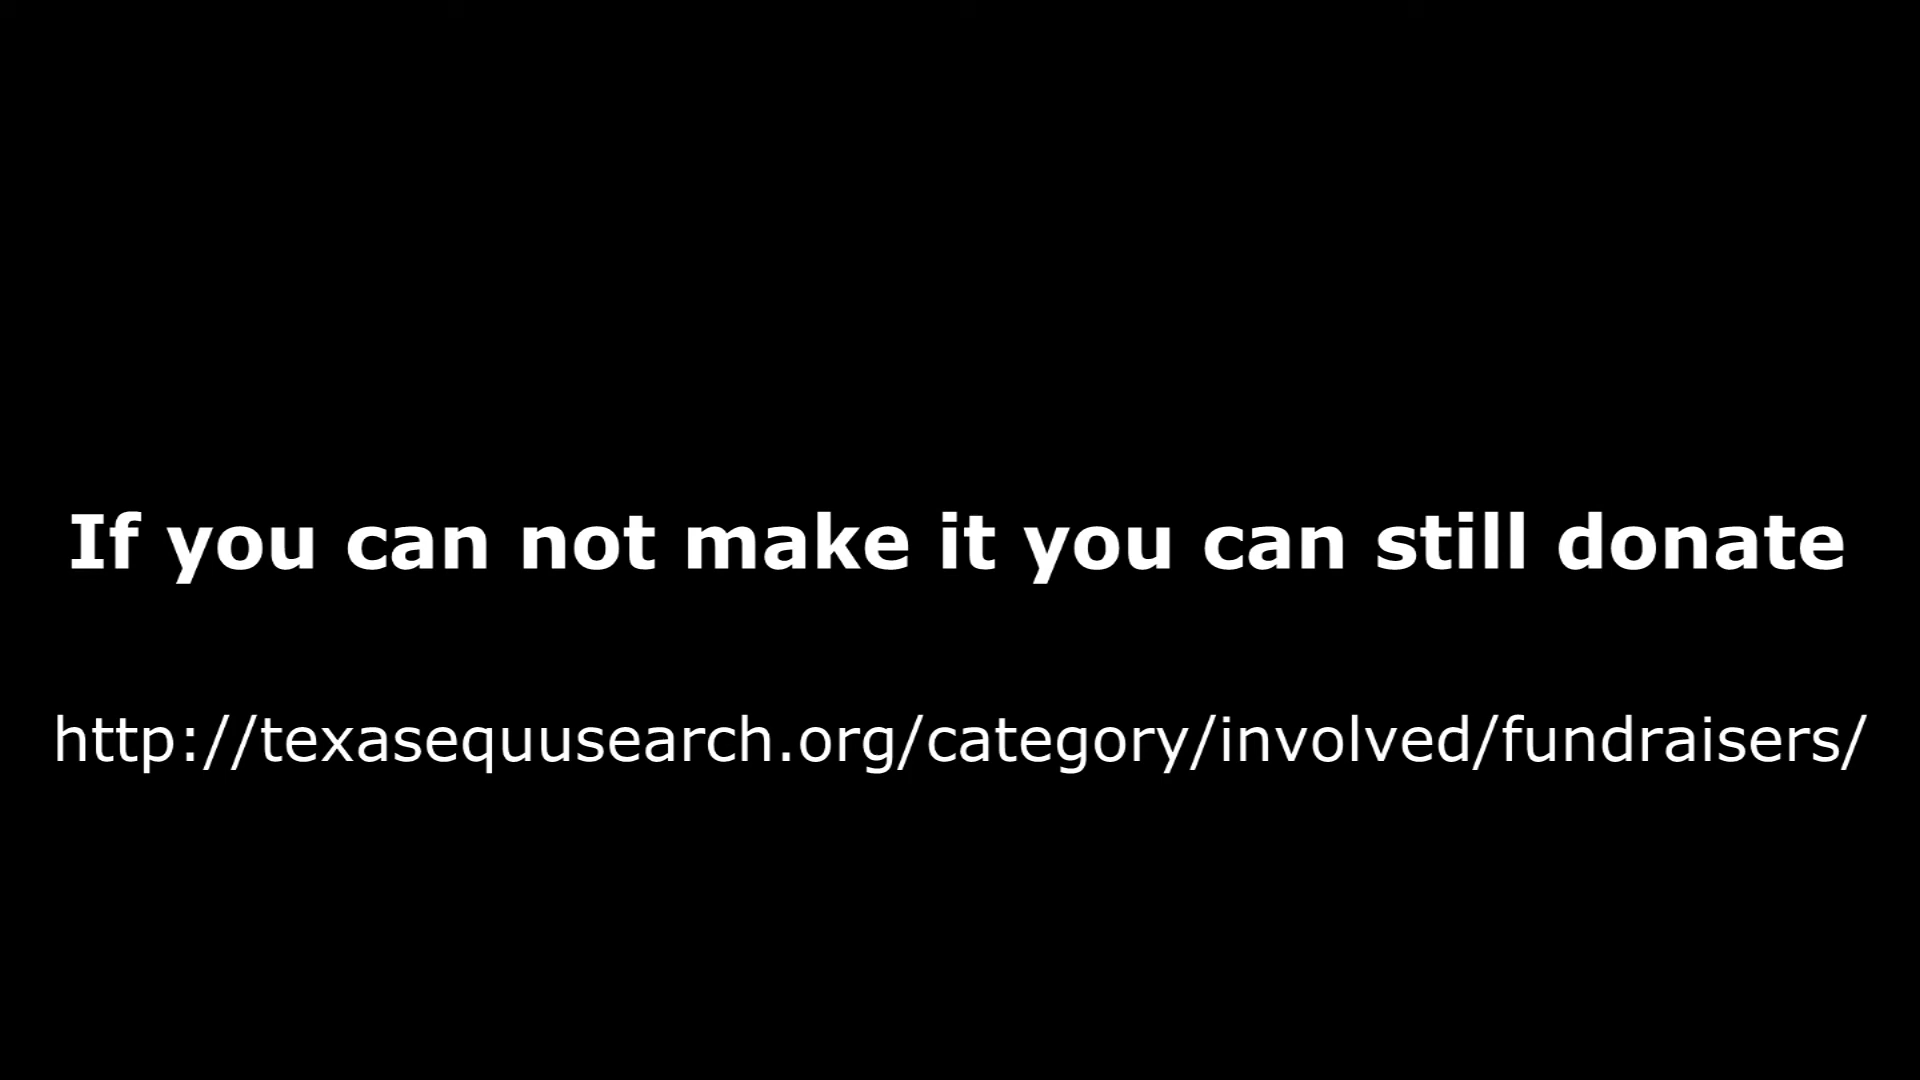 If you can not make it you can still donate
http://texasequusearch.org/category/involved/fundraisers/